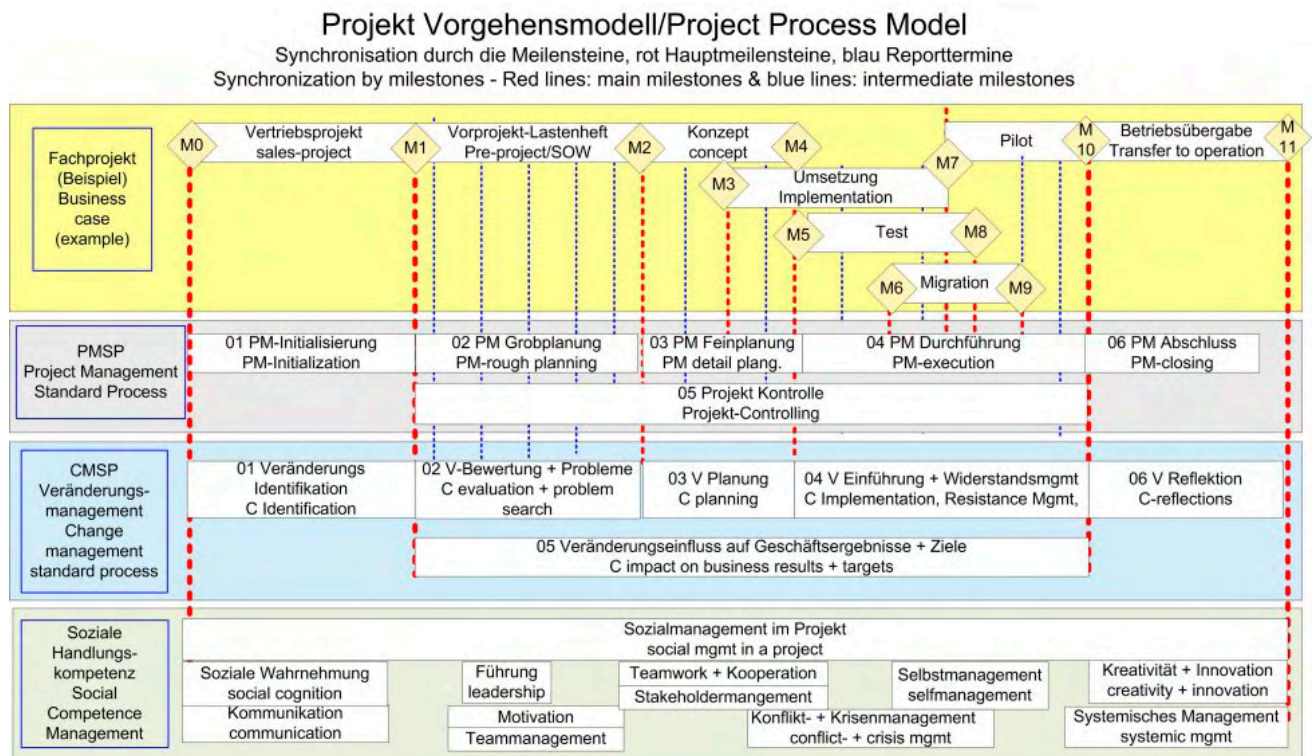 Projekt Vorgehensmodell/Project Process Model
Synchronisation durch die Meilensteine, rot Hauptmeilensteine, blau Reporttermine
Synchronization by milestones - Red lines: main milestones & blue lines: intermediate milestones
Fachprojekt
(Beispiel)
Business
case
(example)
M0
Vertriebsprojekt
sales-project
M1
Vorprojekt-Lastenheft
Pre-project/SOW
M2
Konzept
concept
M4
M7
Pilot
M
10
Betriebsübergabe
Transfer to operation
M
11
M3
Umsetzung
Implementation
M5
Test
M8
M6
Migration
M9
PMSP
Project Management
Standard Process
01 PM-Initialisierung
PM-Initialization
02 PM Grobplanung
PM-rough planning
03 PM Feinplanung
PM detail plang.
04 PM Durchführung
PM-execution
06 PM Abschluss
PM-closing
05 Projekt Kontrolle
Projekt-Controlling
CMSP
Veränderungs-
management
Change
management
standard process
01 Veränderungs
Identifikation
C Identification
02 V-Bewertung + Probleme
C evaluation + problem
search
03 V Planung
C planning
04 V Einführung + Widerstandsmgmt
C Implementation, Resistance Mgmt,
06 V Reflektion
C-reflections
05 Veränderungseinfluss auf Geschäftsergebnisse + Ziele
C impact on business results + targets
Soziale
Handlungs-
kompetenz
Social
Competence
Management
Sozialmanagement im Projekt
social mgmt in a project
Soziale Wahrnehmung
social cognition
Kommunikation
communication
Führung
leadership
Motivation
Teammanagement
Teamwork + Kooperation
Stakeholdermangement
Konflikt- + Krisenmanagement
conflict- + crisis mgmt
Selbstmanagement
selfmanagement
Kreativität + Innovation
creativity + innovation
Systemisches Management
systemic mgmt